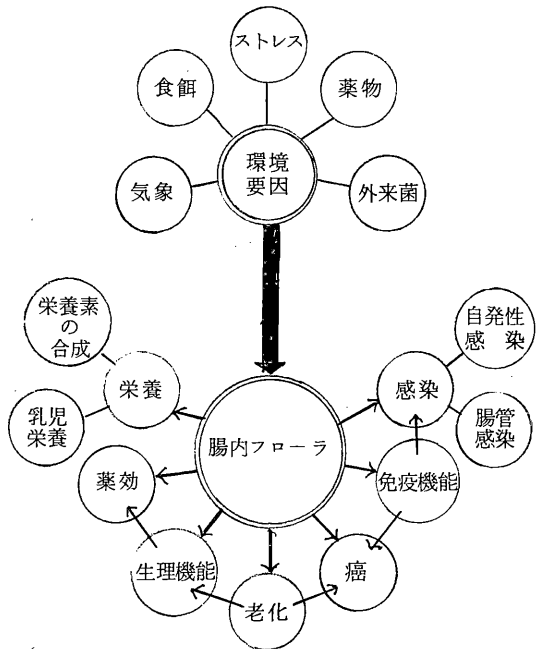 ストレス
食餌
薬物
環境
要因
気象
外来菌
栄養素
の
合成
自発性
感染
栄養
感染
乳児
栄養
腸管
感染
腸内フローラ
薬効
免疫機能
生理機能
癌
老化